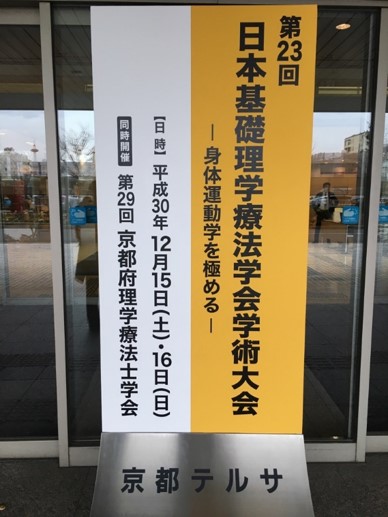 第23回
日本基礎理学療法学会学術大会
―身体運動学を極める―
【日時】平成30年12月15日(土)・16日(日)
同時開催 第29回 京都府理学療法士学会
京都テルサ